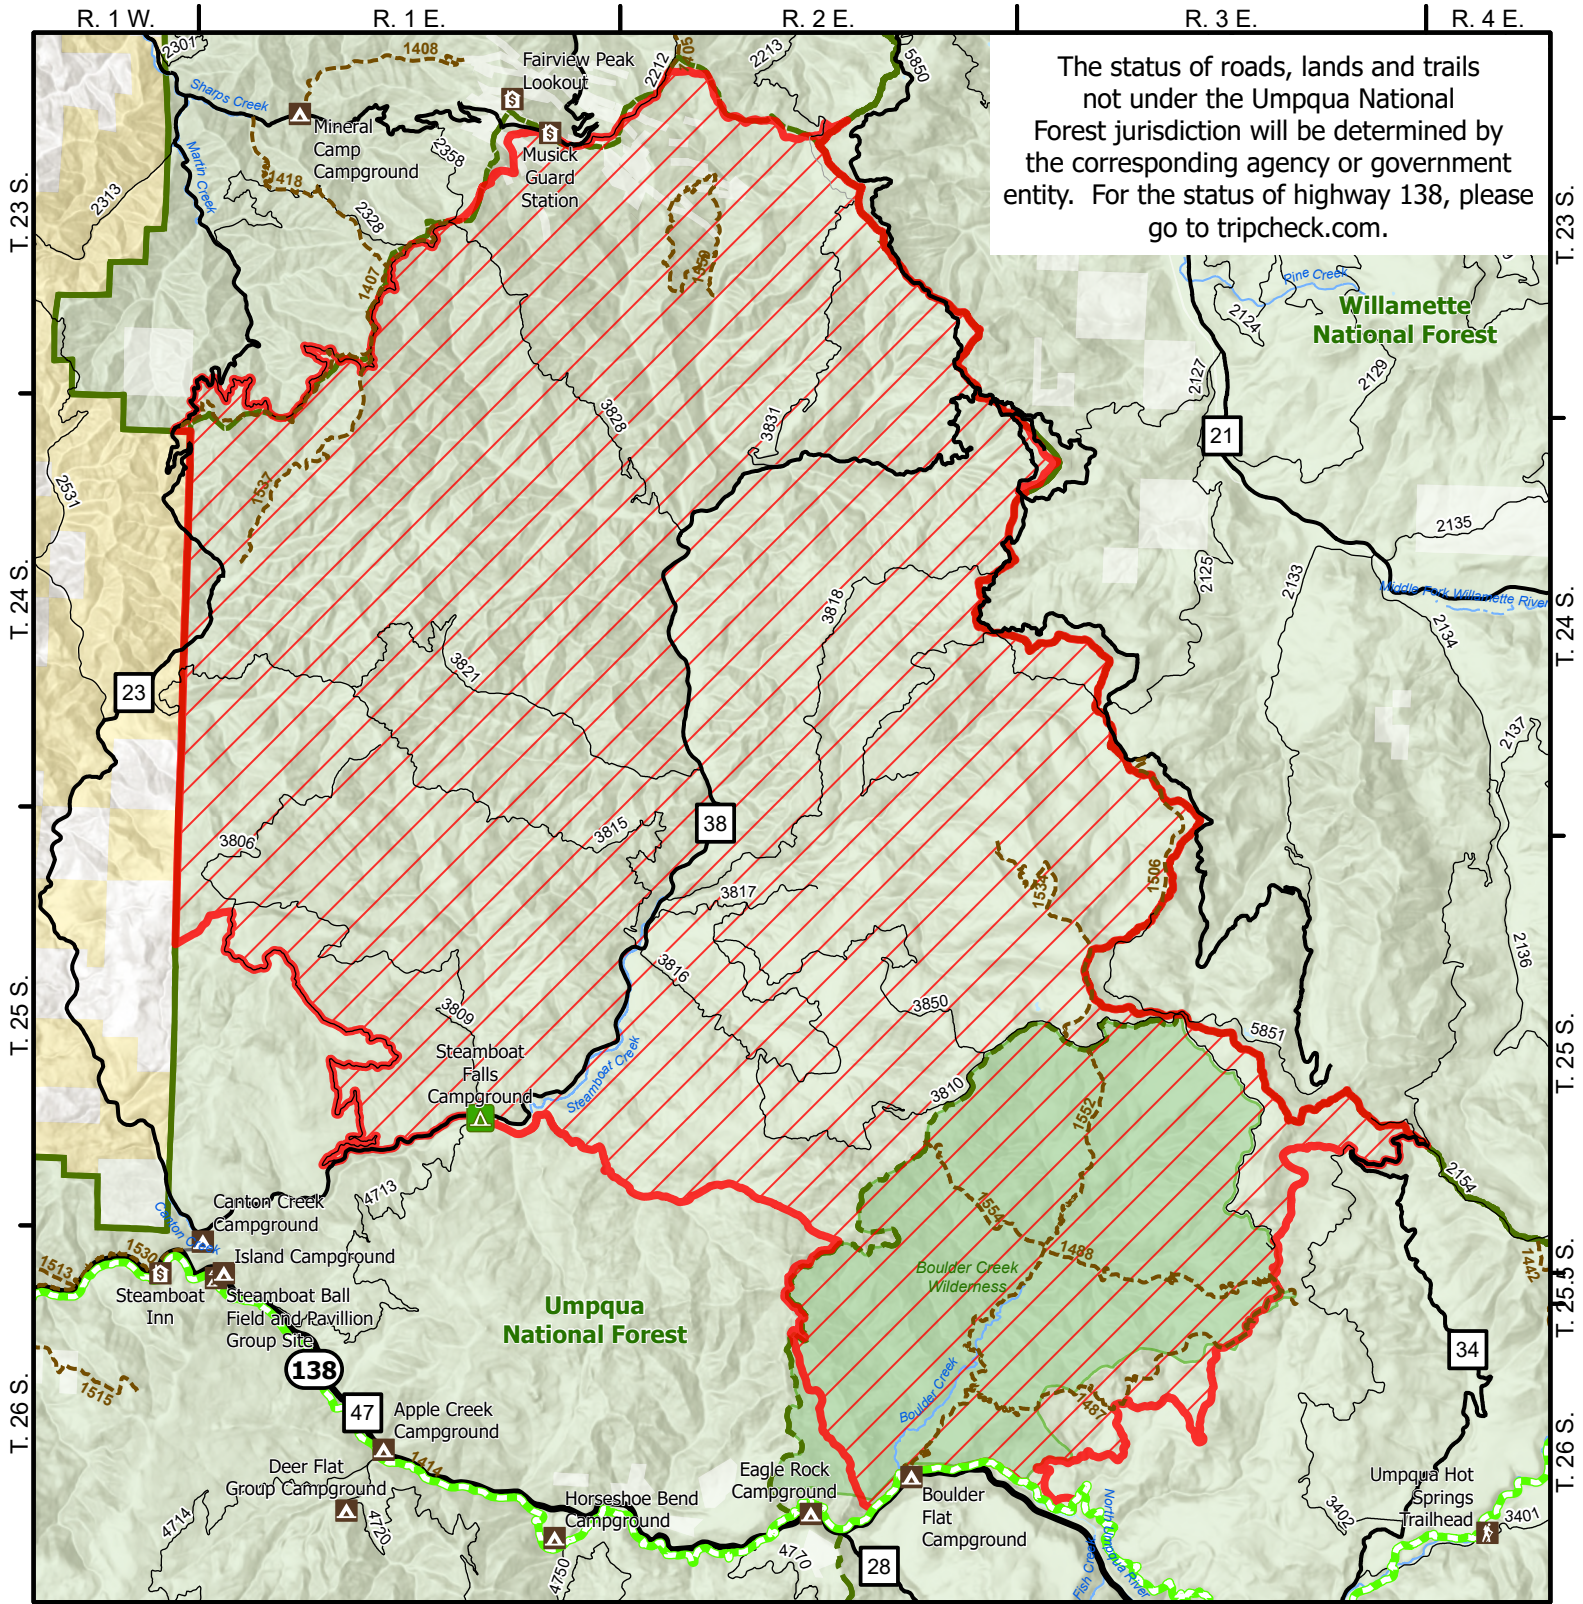 R. 1 W.
R. 1 E.
R. 2 E.
R. 3 E.
R. 4 E.
The status of roads, lands and trails
not under the Umpqua National
Forest jurisdiction will be determined by
the corresponding agency or government
entity.  For the status of highway 138, please
go to tripcheck.com.
2307
1408
Fairview Peak
Lookout
2212
2213
5850
Sharps Creek
Mineral
Camp
Campground
2358
Musick
Guard
Station
Martin Creek
1418
2313
2328
T. 23 S.
T. 23 S.
1407
1559
Pine Creek
Willamette
National Forest
2124
2127
2129
3828
3831
21
2531
1537
2135
T. 24 S.
T. 24 S.
2125
2133
Middle Fork Willamette River
3818
2134
3821
23
2137
38
3815
3806
3817
1534
1506
3816
2136
3850
3809
5851
T. 25 S.
T. 25 S.
Steamboat
Falls
Campground
Steamboat Creek
3810
1552
4713
2154
Canton Creek
Campground
Canton Creek
1554
1488
1530
1513
Island Campground
Boulder Creek
Wilderness
1442
T. 25.5 S.
Steamboat
Inn
Steamboat Ball
Field and Pavillion
Group Site
Umpqua
National Forest
138
34
1515
Boulder Creek
47
Apple Creek
Campground
1487
T. 26 S.
T. 26 S.
1414
Deer Flat
Group Campground
Eagle Rock
Campground
Umpqua Hot
Springs
Trailhead
Horseshoe Bend
Campground
Boulder
Flat
Campground
North Umpqua River
3402
3401
4714
4720
4750
4770
28
Fish Creek